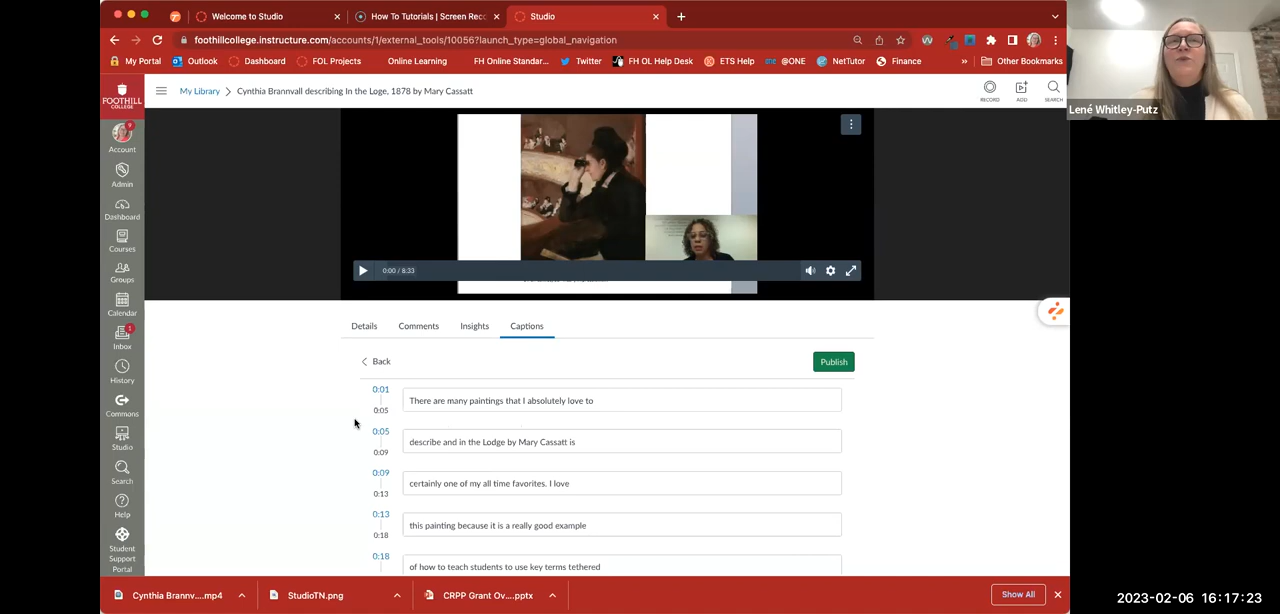 Welcome to Studio
How To Tutorials | Screen Rec
Studio
foothillcollege.instructure.com/accounts/1/external_tools/10056?launch_type=global_navigation
My Portal
Outlook
Dashboard
FOL Projects
Online Learning
FH Online Standar...
Twitter
FH OL Help Desk
ETS Help
@ONE
NetTutor
Finance
»
Other Bookmarks
Lené Whitley-Putz
FOOTHILL
COLLEGE
My Library > Cynthia Brannvall describing In the Loge, 1878 by Mary Cassatt
RECORD
ADD
SEARCH
9
Account
Admin
Dashboard
Courses
Groups
Calendar
1
Inbox
History
Commons
Studio
Search
Help
Student
Support
Portal
0:00 / 8:33
Details
Comments
Insights
Captions
Back
Publish
0:01
There are many paintings that I absolutely love to
0:05
0:05
describe and in the Lodge by Mary Cassatt is
0:09
0:09
certainly one of my all time favorites. I love
0:13
0:13
this painting because it is a really good example
0:18
0:18
of how to teach students to use key terms tethered
Cynthia Brannv....mp4
StudioTN.png
CRPP Grant Ov....pptx
Show All
2023-02-06 16:17:23